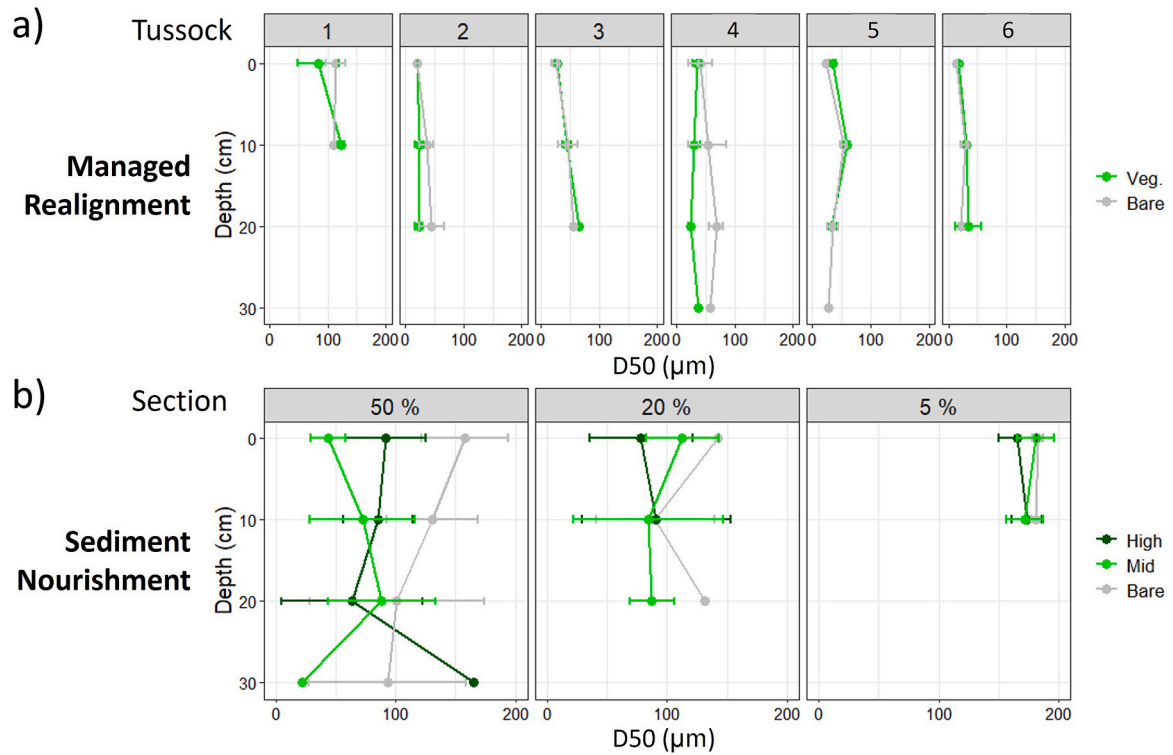 a)
Tussock
1 2 3 4 5 6
Managed
Realignment
Depth (cm)
0
10
20
30
Veg.
Bare
0 100 200 0 100 200 0 100 200 0 100 200 0 100 200 0 100 200
D50 (µm)
b)
Section
50 % 20 % 5 %
Sediment
Nourishment
Depth (cm)
0
10
20
30
High
Mid
Bare
0 100 200 0 100 200 0 100 200
D50 (µm)